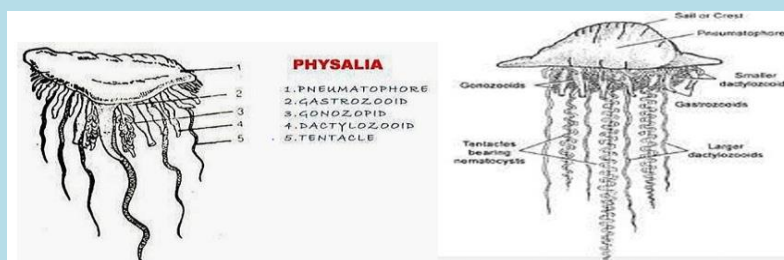 1
2
3
4
5
PHYSALIA
1.PNEUMATOPHORE
2.GASTROZOOID
3.GONOZOPID
4.DACTYLOZOOID
5.TENTACLE
Sail or Crest
Pneumatophore
Gonozooids
Smaller
dactylozooids
Gastrozooids
Tentacles
bearing
nematocysts
Larger
dactylozooids